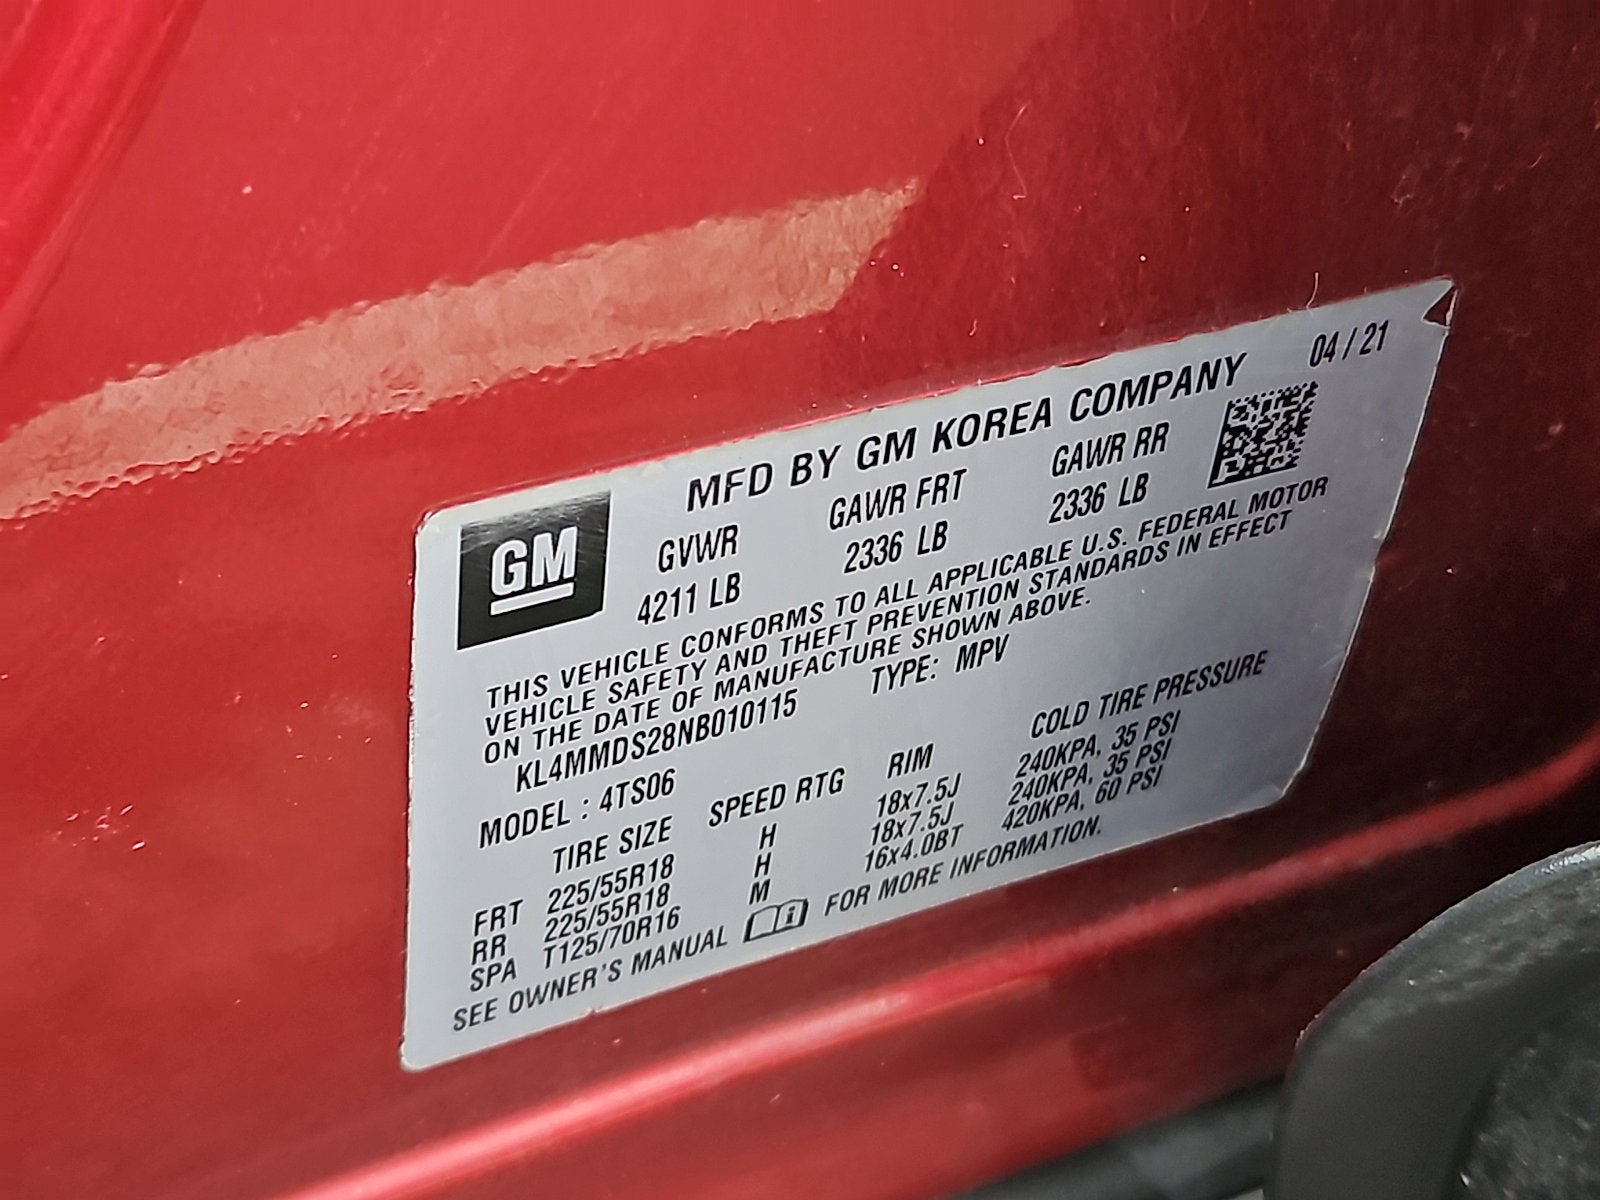 04 / 21
MFD BY GM KOREA COMPANY
GM
GVWR GAWR FRT GAWR RR
4211 LB 2336 LB 2336 LB
THIS VEHICLE CONFORMS TO ALL APPLICABLE U.S. FEDERAL MOTOR
VEHICLE SAFETY AND THEFT PREVENTION STANDARDS IN EFFECT
ON THE DATE OF MANUFACTURE SHOWN ABOVE.
KL4MMDS28NB010115 TYPE: MPV
MODEL : 4TS06
TIRE SIZE SPEED RTG RIM COLD TIRE PRESSURE
FRT 225/55R18 H 18x7.5J 240KPA, 35 PSI
RR 225/55R18 H 18x7.5J 240KPA, 35 PSI
SPA T125/70R16 M 16x4.0BT 420KPA, 60 PSI
SEE OWNER'S MANUAL i FOR MORE INFORMATION.